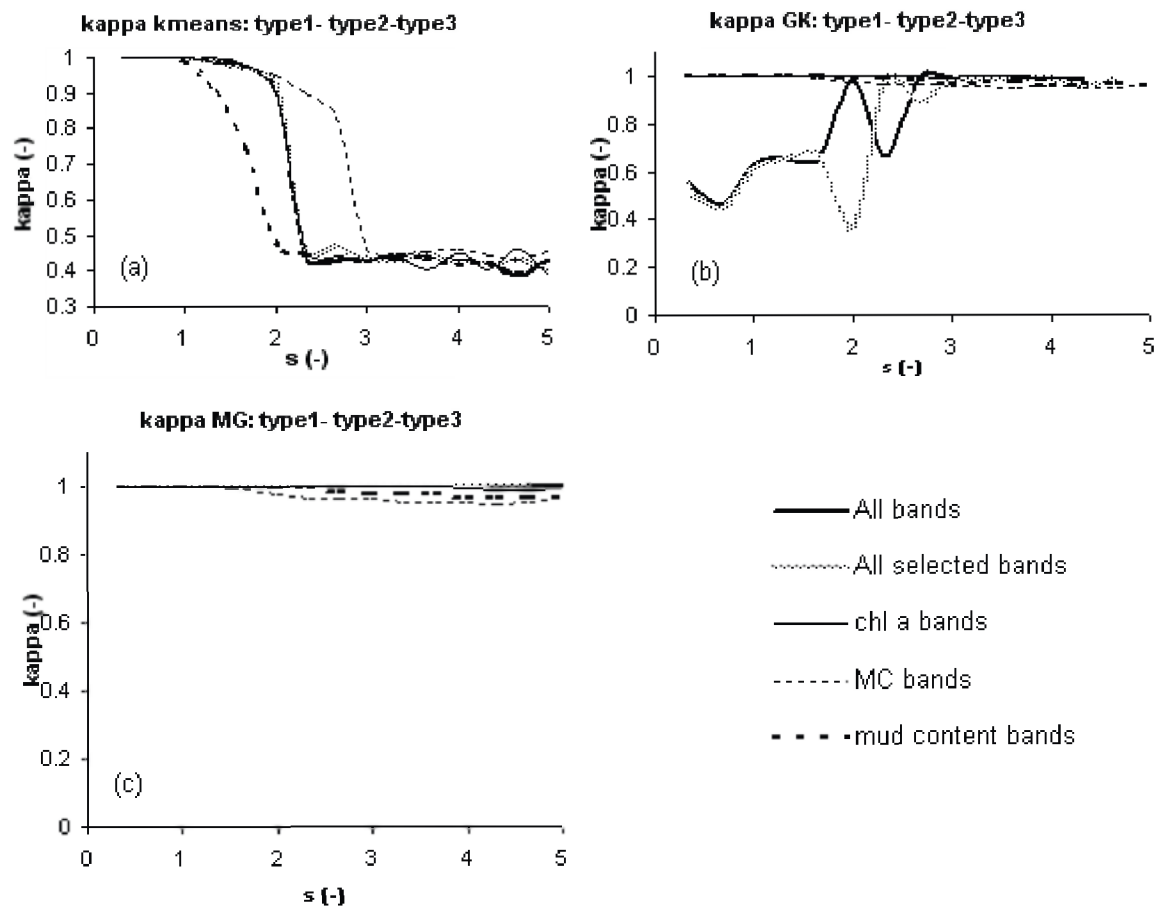 kappa kmeans: type1- type2-type3
1
0.9
0.8
0.7
0.6
0.5
0.4
0.3
kappa (-)
(a)
0 1 2 3 4 5
s (-)
kappa GK: type1- type2-type3
1
0.8
0.6
0.4
0.2
0
kappa (-)
(b)
0 1 2 3 4 5
s (-)
kappa MG: type1- type2-type3
1
0.8
0.6
0.4
0.2
0
kappa (-)
(c)
0 1 2 3 4 5
s (-)
All bands
All selected bands
chl a bands
MC bands
mud content bands